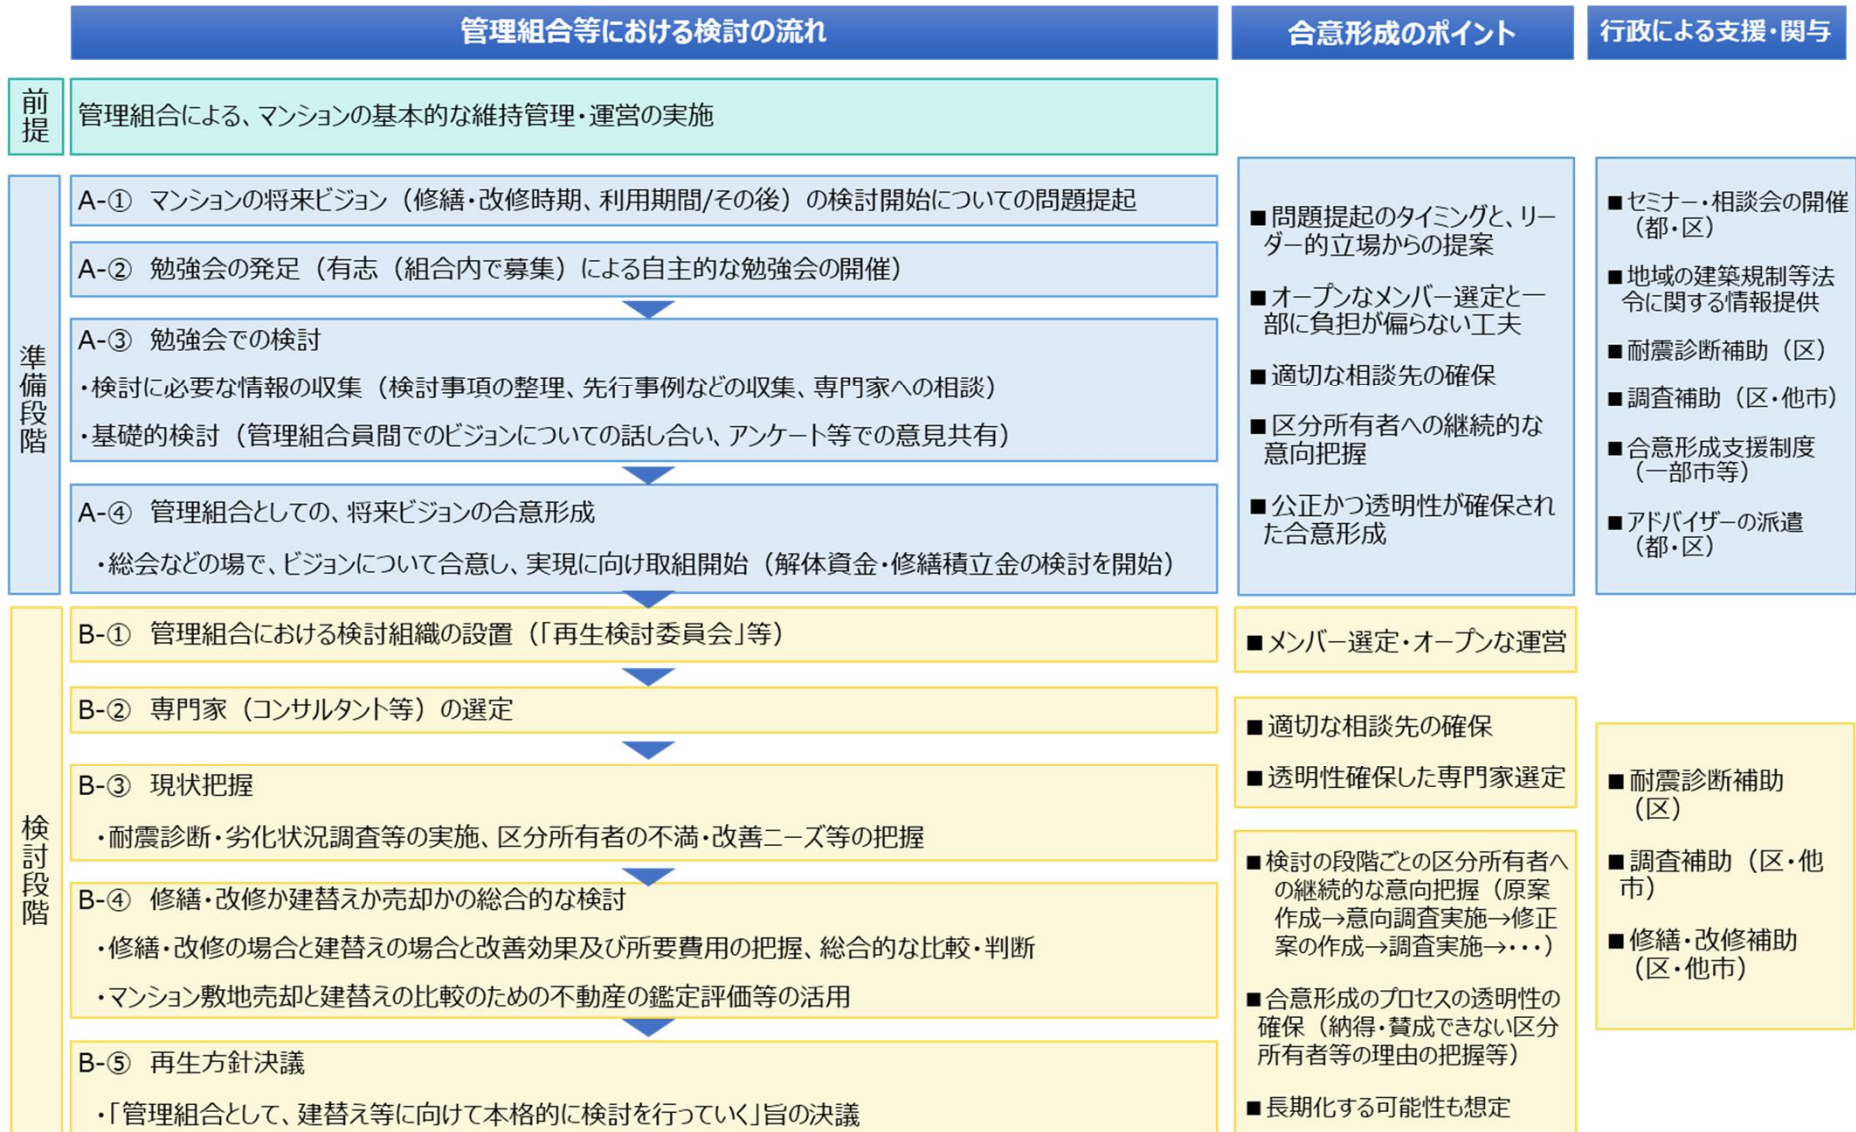 管理組合等における検討の流れ
合意形成のポイント
行政による支援・関与
前提
管理組合による、マンションの基本的な維持管理・運営の実施
準備段階
A-① マンションの将来ビジョン（修繕・改修時期、利用期間/その後）の検討開始についての問題提起
A-② 勉強会の発足（有志（組合内で募集）による自主的な勉強会の開催）
A-③ 勉強会での検討
・検討に必要な情報の収集（検討事項の整理、先行事例などの収集、専門家への相談）
・基礎的検討（管理組合員間でのビジョンについての話し合い、アンケート等での意見共有）
A-④ 管理組合としての、将来ビジョンの合意形成
・総会などの場で、ビジョンについて合意し、実現に向け取組開始（解体資金・修繕積立金の検討を開始）
■問題提起のタイミングと、リー
ダー的立場からの提案
■オープンなメンバー選定と一
部に負担が偏らない工夫
■適切な相談先の確保
■区分所有者への継続的な
意向把握
■公正かつ透明性が確保され
た合意形成
■セミナー・相談会の開催
（都・区）
■地域の建築規制等法
令に関する情報提供
■耐震診断補助（区）
■調査補助（区・他市）
■合意形成支援制度
（一部市等）
■アドバイザーの派遣
（都・区）
検討段階
B-① 管理組合における検討組織の設置（「再生検討委員会」等）
B-② 専門家（コンサルタント等）の選定
B-③ 現状把握
・耐震診断・劣化状況調査等の実施、区分所有者の不満・改善ニーズ等の把握
B-④ 修繕・改修か建替えか売却かの総合的な検討
・修繕・改修の場合と建替えの場合と改善効果及び所要費用の把握、総合的な比較・判断
・マンション敷地売却と建替えの比較のための不動産の鑑定評価等の活用
B-⑤ 再生方針決議
・「管理組合として、建替え等に向けて本格的に検討を行っていく」旨の決議
■メンバー選定・オープンな運営
■適切な相談先の確保
■透明性確保した専門家選定
■検討の段階ごとの区分所有者へ
の継続的な意向把握（原案
作成→意向調査実施→修正
案の作成→調査実施→・・・）
■合意形成のプロセスの透明性の
確保（納得・賛成できない区分
所有者等の理由の把握等）
■長期化する可能性も想定
■耐震診断補助
（区）
■調査補助（区・他
市）
■修繕・改修補助
（区・他市）